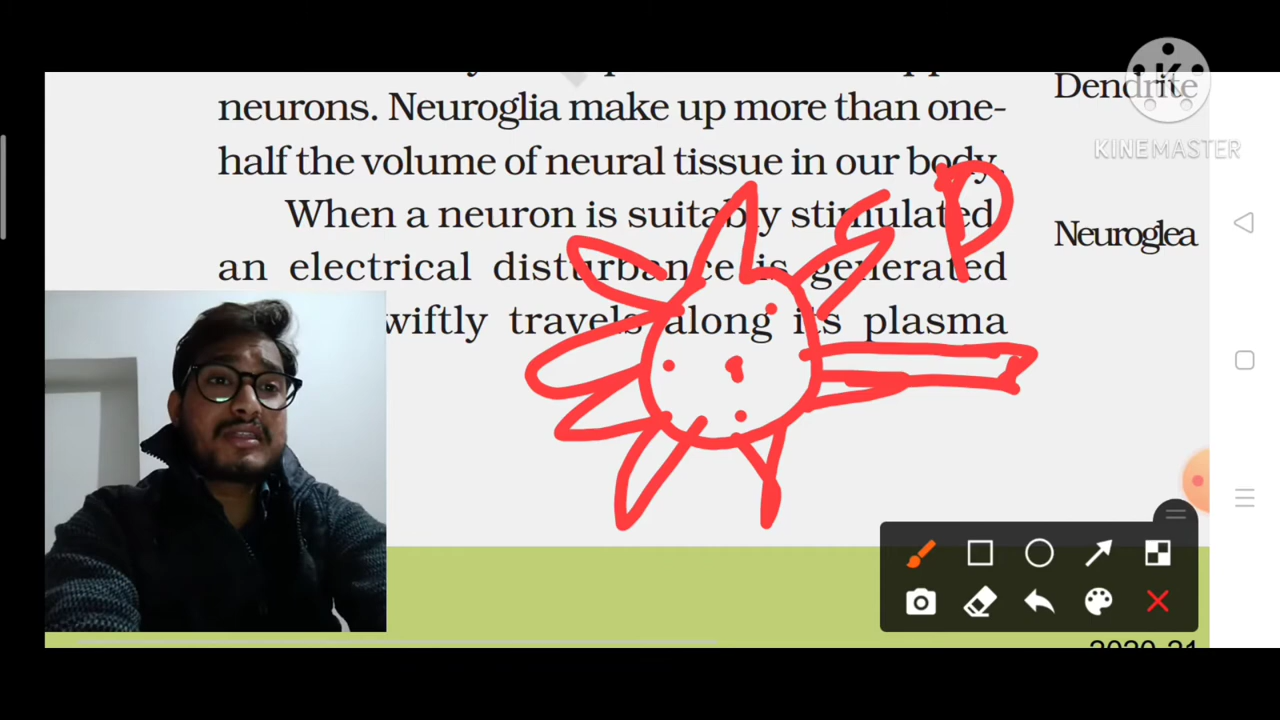 Dendrite
KINEMASTER
neurons. Neuroglia make up more than one-
half the volume of neural tissue in our body.
When a neuron is suitably stimulated,
Neuroglea
an electrical disturbance is generated
wiftly travels along its plasma
D